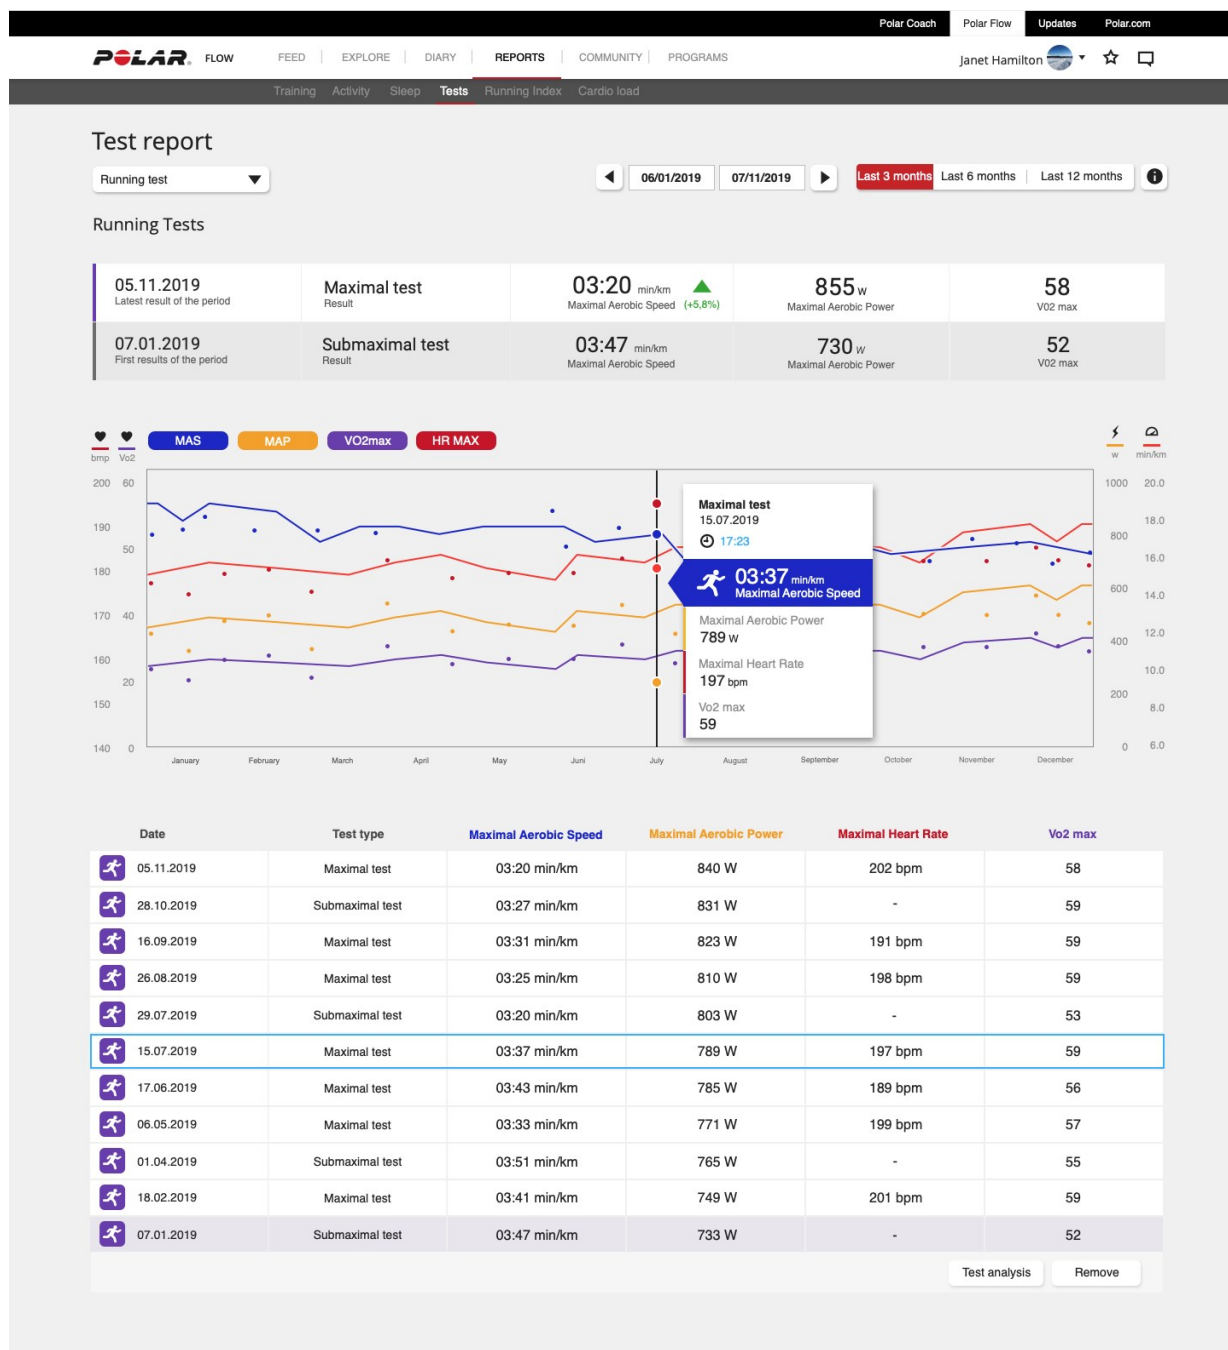 Polar Coach Polar Flow Updates Polar.com
POLAR. FLOW FEED EXPLORE DIARY REPORTS COMMUNITY PROGRAMS Janet Hamilton
Training Activity Sleep Tests Running Index Cardio load
Test report
Running test 06/01/2019 07/11/2019 Last 3 months Last 6 months Last 12 months
Running Tests
05.11.2019 Maximal test 03:20 min/km 855 w 58
Latest result of the period Result Maximal Aerobic Speed (+5,8%) Maximal Aerobic Power V02 max
07.01.2019 Submaximal test 03:47 min/km 730 w 52
First results of the period Result Maximal Aerobic Speed Maximal Aerobic Power V02 max
MAS MAP VO2max HR MAX
bmp Vo2 w min/km
200 60 1000 20.0
Maximal test
15.07.2019
17:23
190 18.0
50 800
180 16.0
03:37 min/km
Maximal Aerobic Speed
600 14.0
170 40
Maximal Aerobic Power
789 w
400 12.0
160 10.0
Maximal Heart Rate
197 bpm
20 200
150 8.0
Vo2 max
59
140 0 0 6.0
January February March April May Juni July August September October November December
Date Test type Maximal Aerobic Speed Maximal Aerobic Power Maximal Heart Rate Vo2 max
05.11.2019 Maximal test 03:20 min/km 840 W 202 bpm 58
28.10.2019 Submaximal test 03:27 min/km 831 W - 59
16.09.2019 Maximal test 03:31 min/km 823 W 191 bpm 59
26.08.2019 Maximal test 03:25 min/km 810 W 198 bpm 59
29.07.2019 Submaximal test 03:20 min/km 803 W - 53
15.07.2019 Maximal test 03:37 min/km 789 W 197 bpm 59
17.06.2019 Maximal test 03:43 min/km 785 W 189 bpm 56
06.05.2019 Maximal test 03:33 min/km 771 W 199 bpm 57
01.04.2019 Submaximal test 03:51 min/km 765 W - 55
18.02.2019 Maximal test 03:41 min/km 749 W 201 bpm 59
07.01.2019 Submaximal test 03:47 min/km 733 W - 52
Test analysis Remove